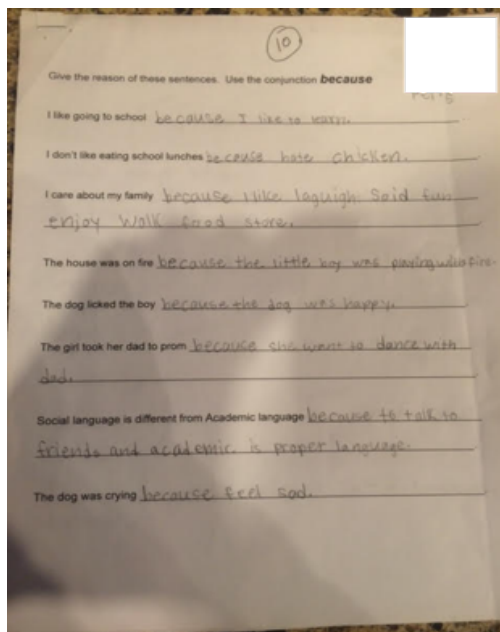 10
Give the reason of these sentences. Use the conjunction because
I like going to school because I like to learn.
I don't like eating school lunches because hate chicken.
I care about my family because I like laguigh. Said fun
enjoy walk food store.
The house was on fire because the little boy was playing whis fire.
The dog licked the boy because the dog was happy.
The girl took her dad to prom because she want to dance with
dad.
Social language is different from Academic language because to talk to
friends and academic is proper language.
The dog was crying because feel sad.